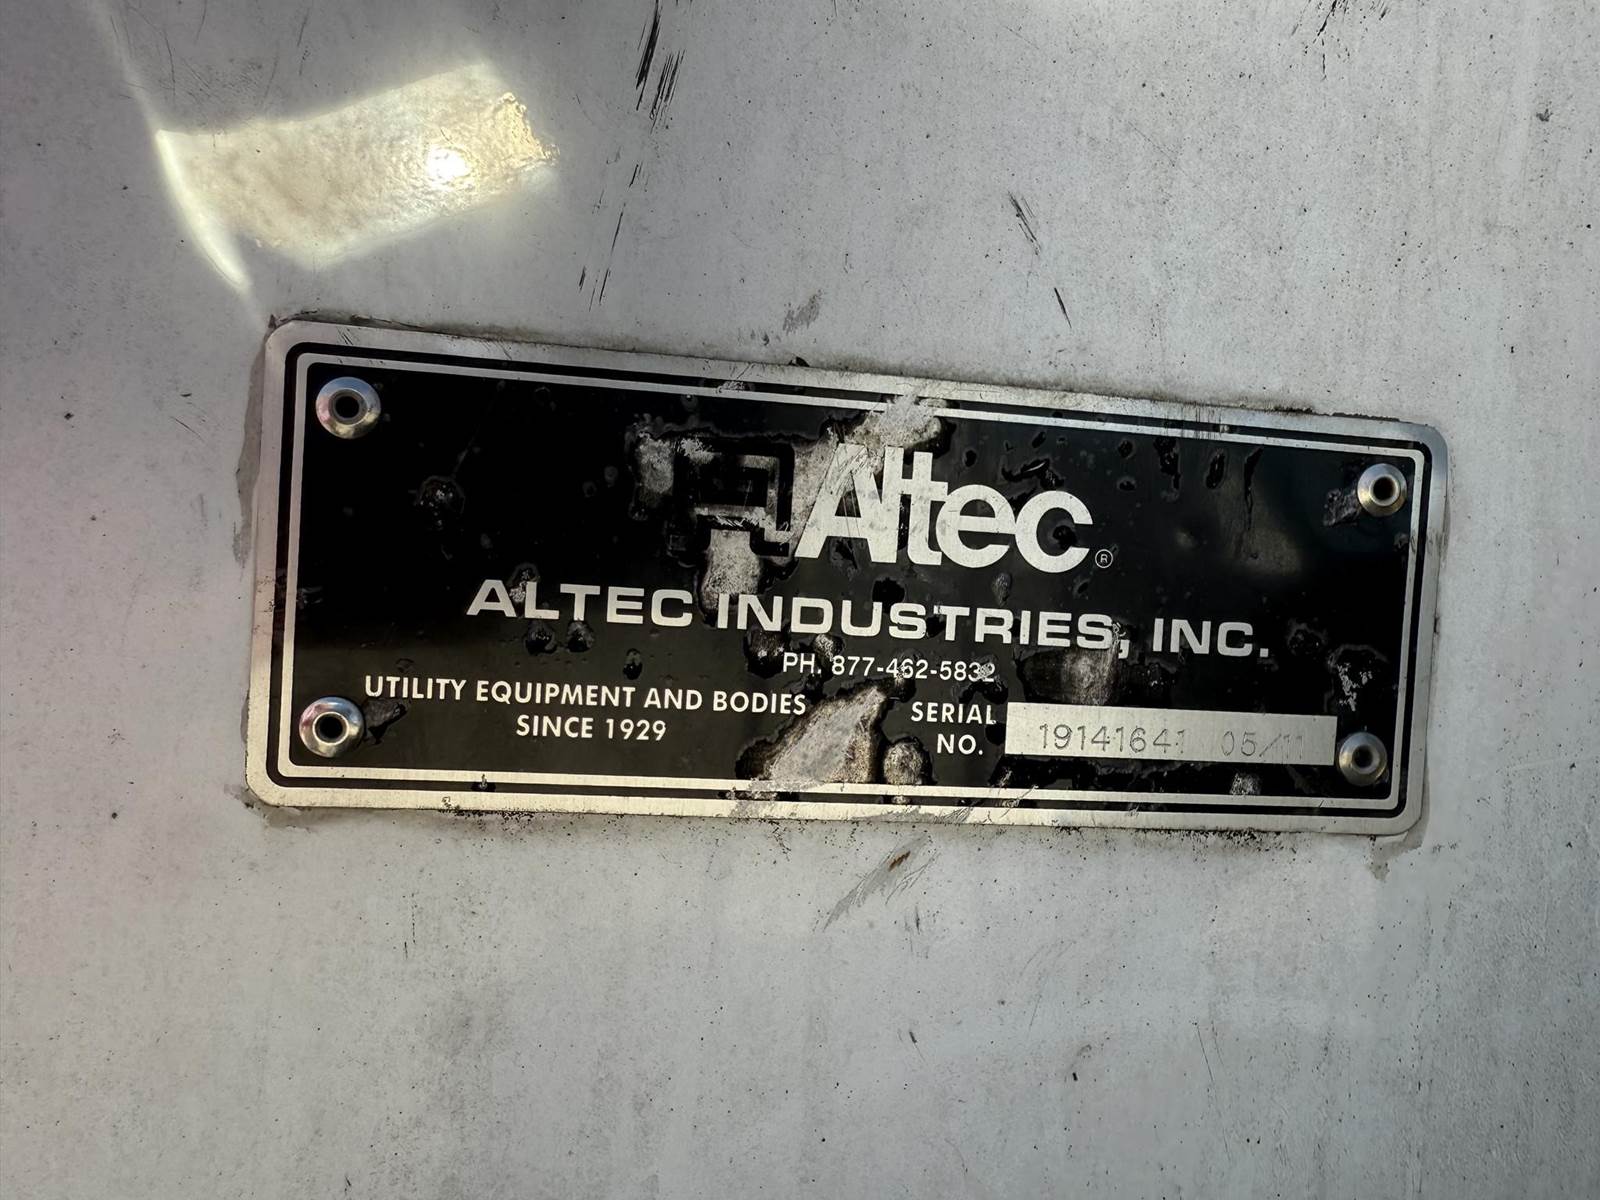 Altec®
ALTEC INDUSTRIES, INC.
PH. 877-462-5832
UTILITY EQUIPMENT AND BODIES
SINCE 1929
SERIAL
NO.
19141641 05/11